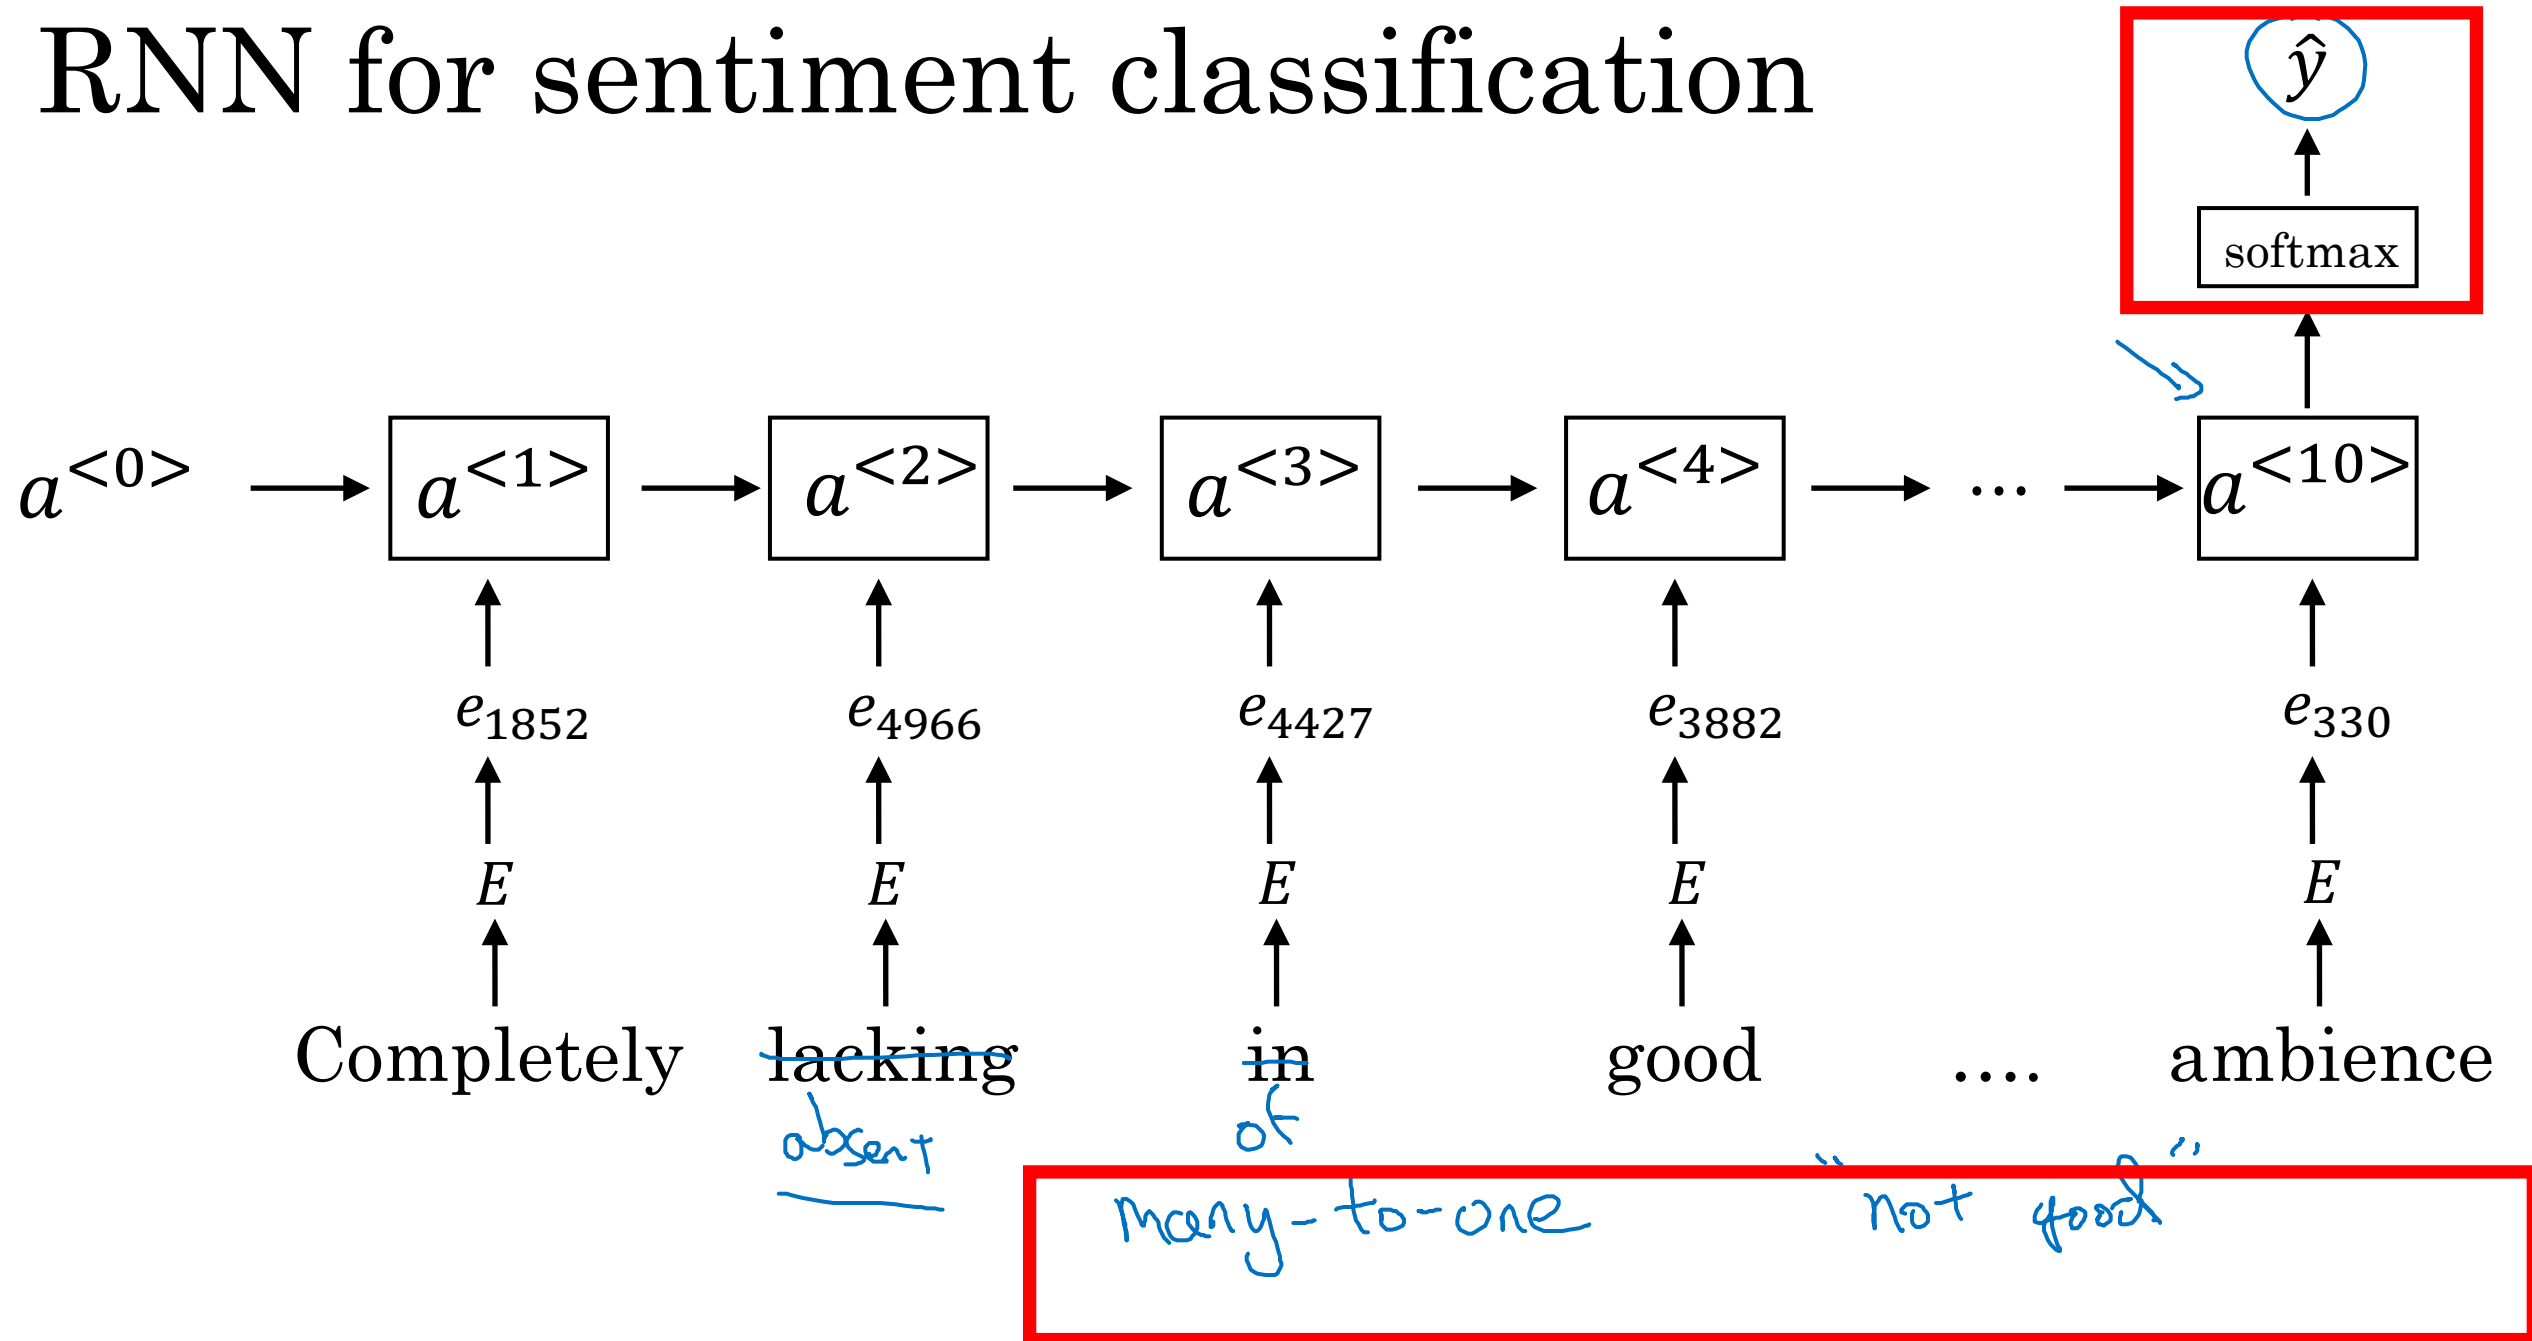 RNN for sentiment classification
ŷ
softmax
a<0> a<1> a<2> a<3> a<4> ... a<10>
e1852 e4966 e4427 e3882 e330
E E E E E
Completely lacking in good .... ambience
absent of
many-to-one "not good"